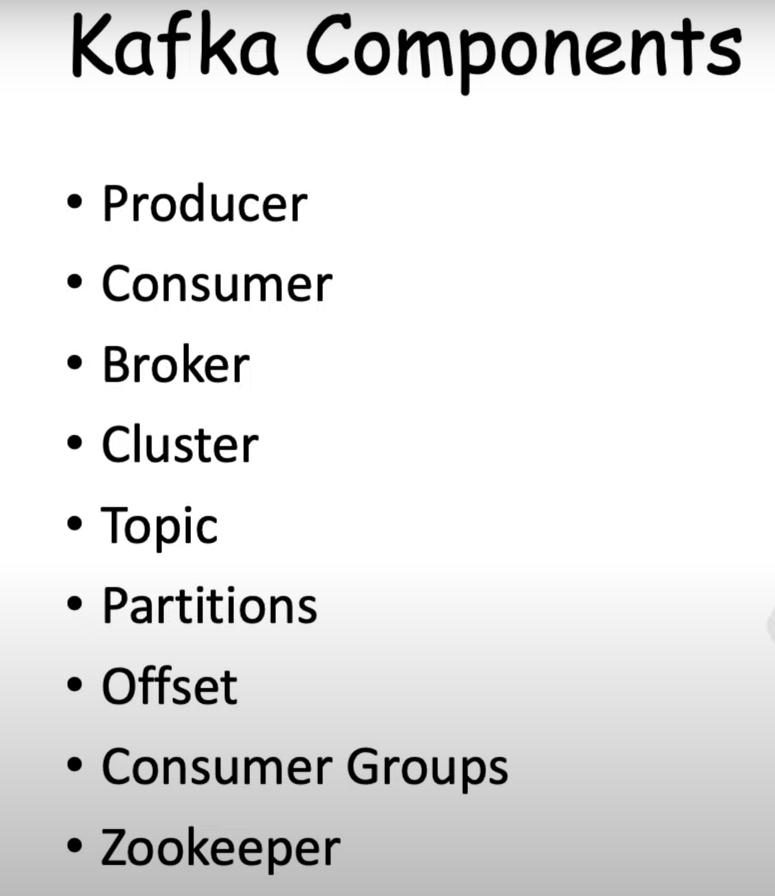 Kafka Components
• Producer
• Consumer
• Broker
• Cluster
• Topic
• Partitions
• Offset
• Consumer Groups
• Zookeeper